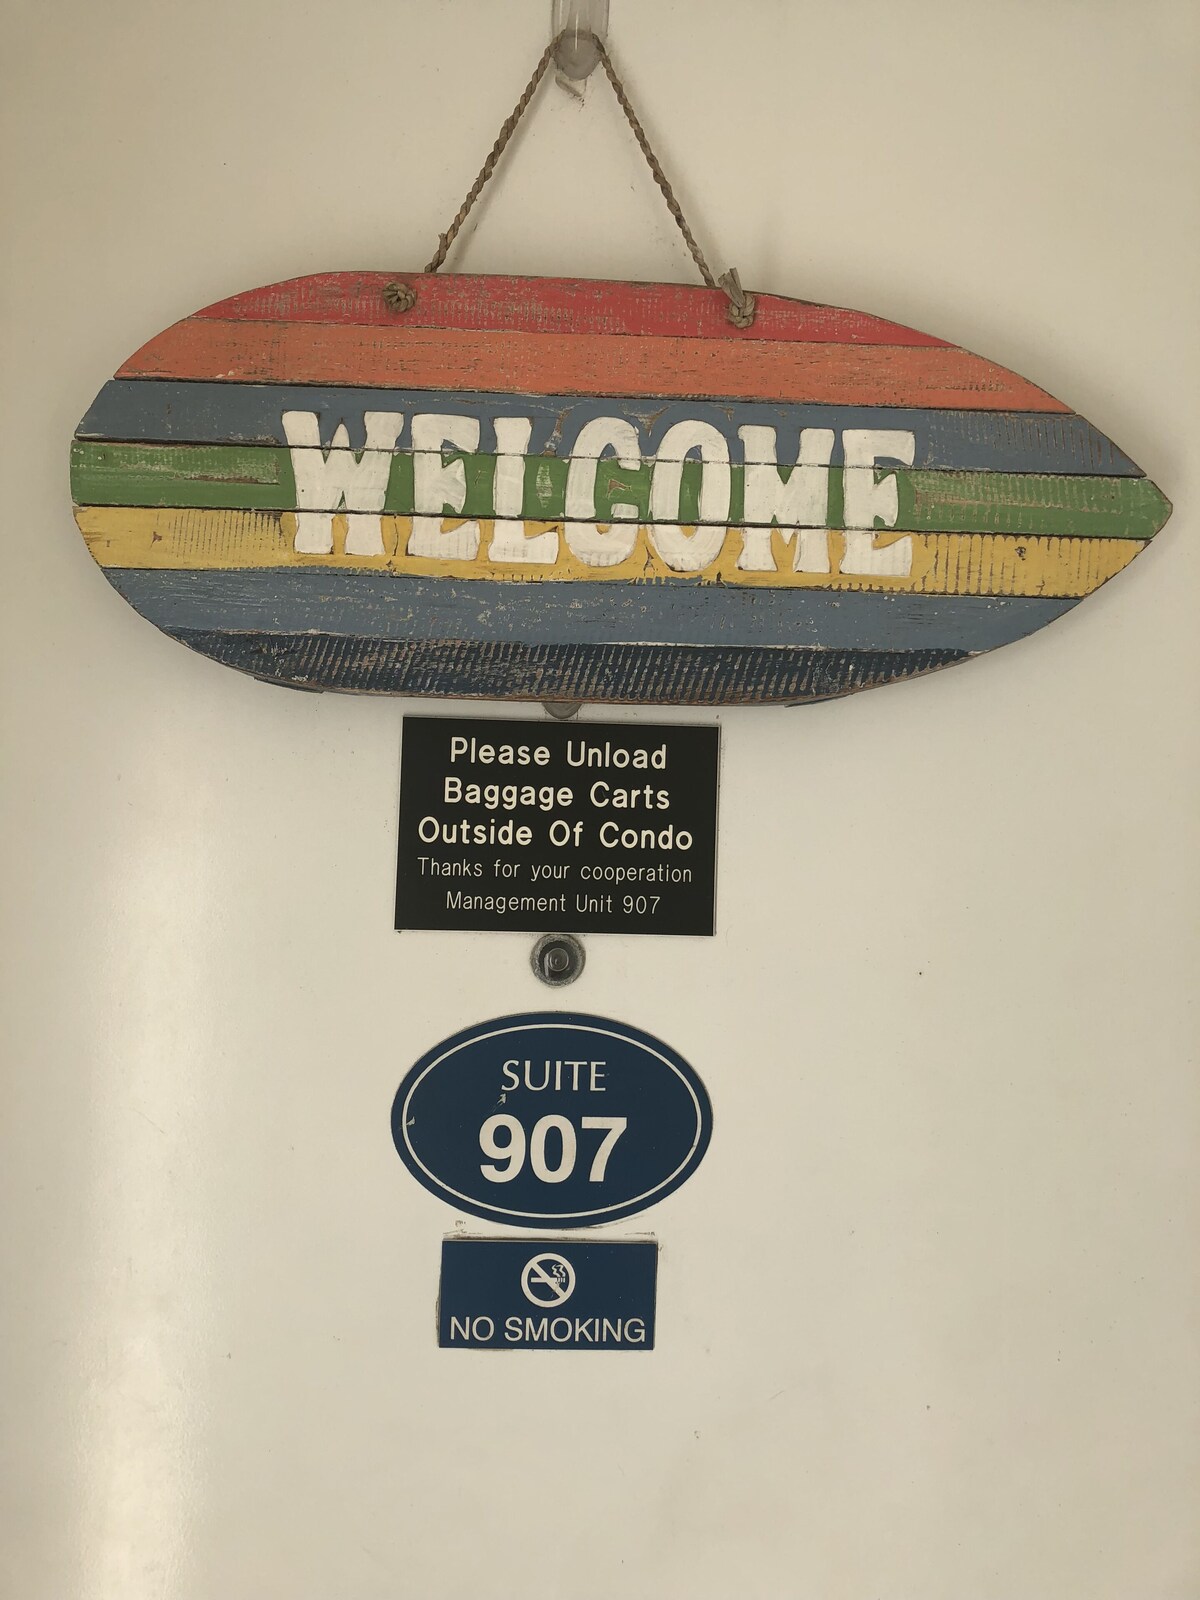 WELCOME
Please Unload
Baggage Carts
Outside Of Condo
Thanks for your cooperation
Management Unit 907
SUITE
907
NO SMOKING